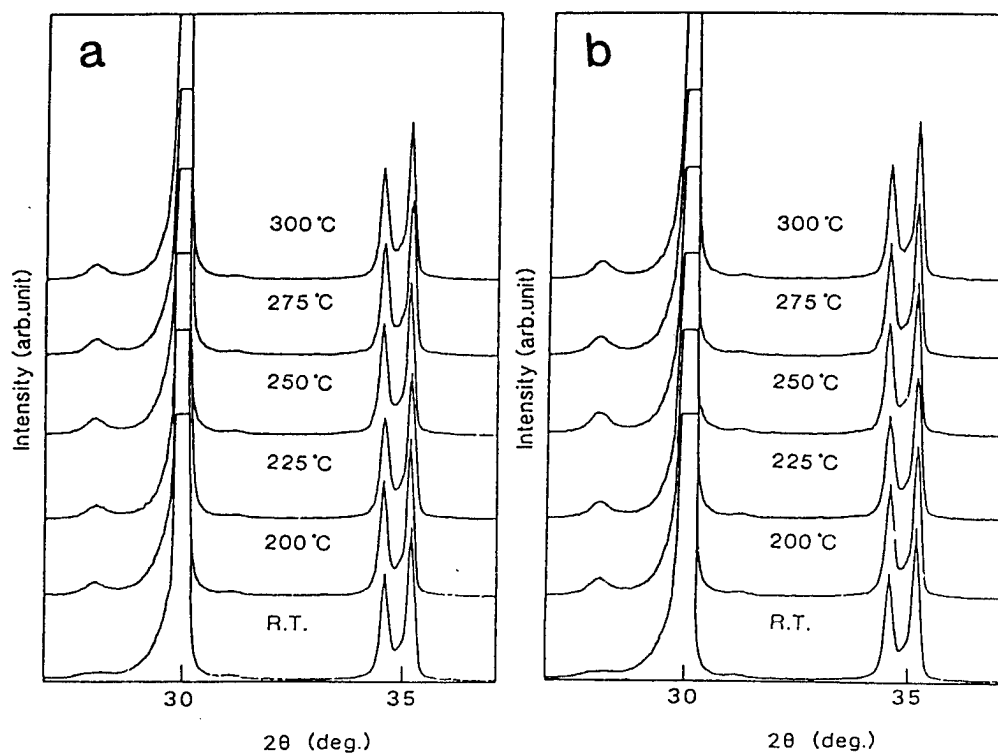 a
Intensity (arb.unit)
300℃
275℃
250℃
225℃
200℃
R.T.
30
35
2θ (deg.)
b
Intensity (arb.unit)
300℃
275℃
250℃
225℃
200℃
R.T.
30
35
2θ (deg.)